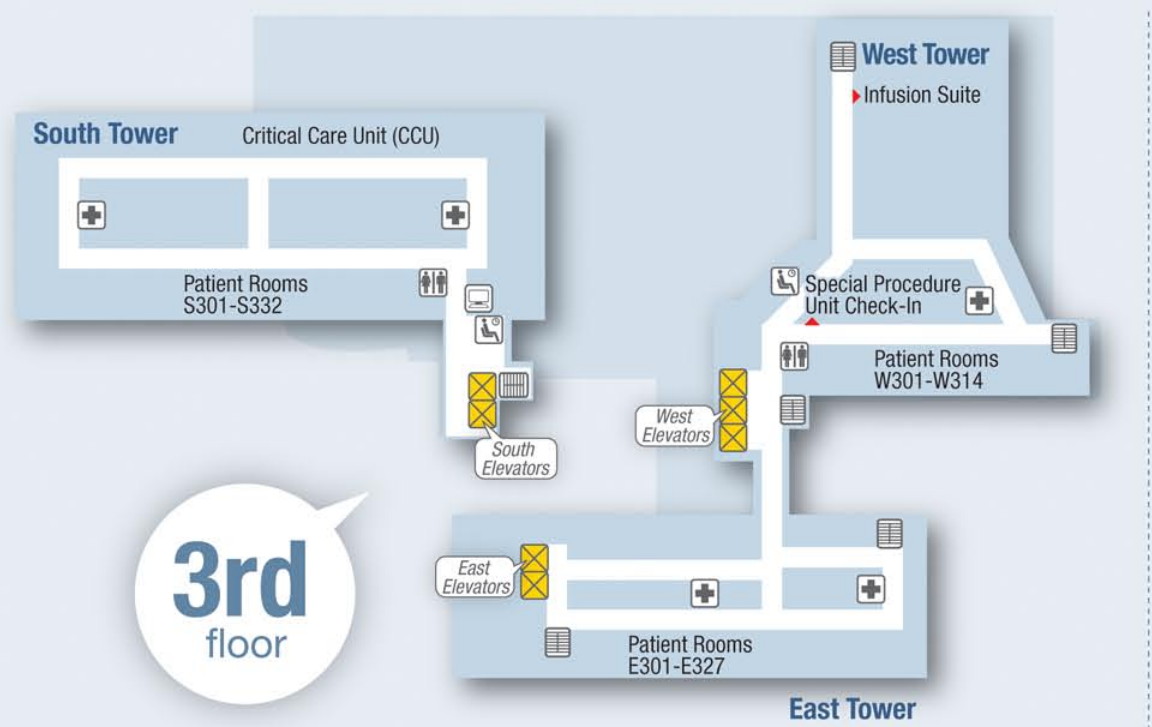 West Tower
Infusion Suite
South Tower
Critical Care Unit (CCU)
Patient Rooms
S301-S332
Special Procedure
Unit Check-In
Patient Rooms
W301-W314
West
Elevators
South
Elevators
3rd
floor
East
Elevators
Patient Rooms
E301-E327
East Tower